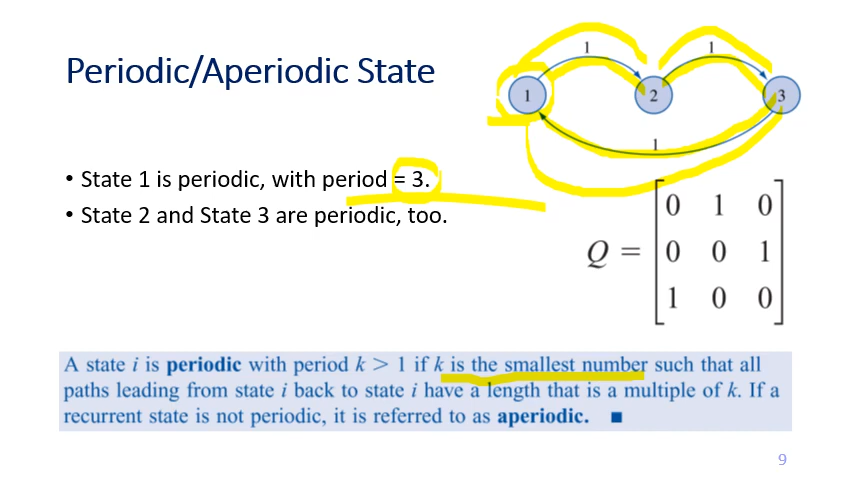 Periodic/Aperiodic State
1 1
1 2 3
1
• State 1 is periodic, with period = 3.
• State 2 and State 3 are periodic, too.
0 1 0
Q = 0 0 1
1 0 0
A state i is periodic with period k > 1 if k is the smallest number such that all
paths leading from state i back to state i have a length that is a multiple of k. If a
recurrent state is not periodic, it is referred to as aperiodic. ■
9